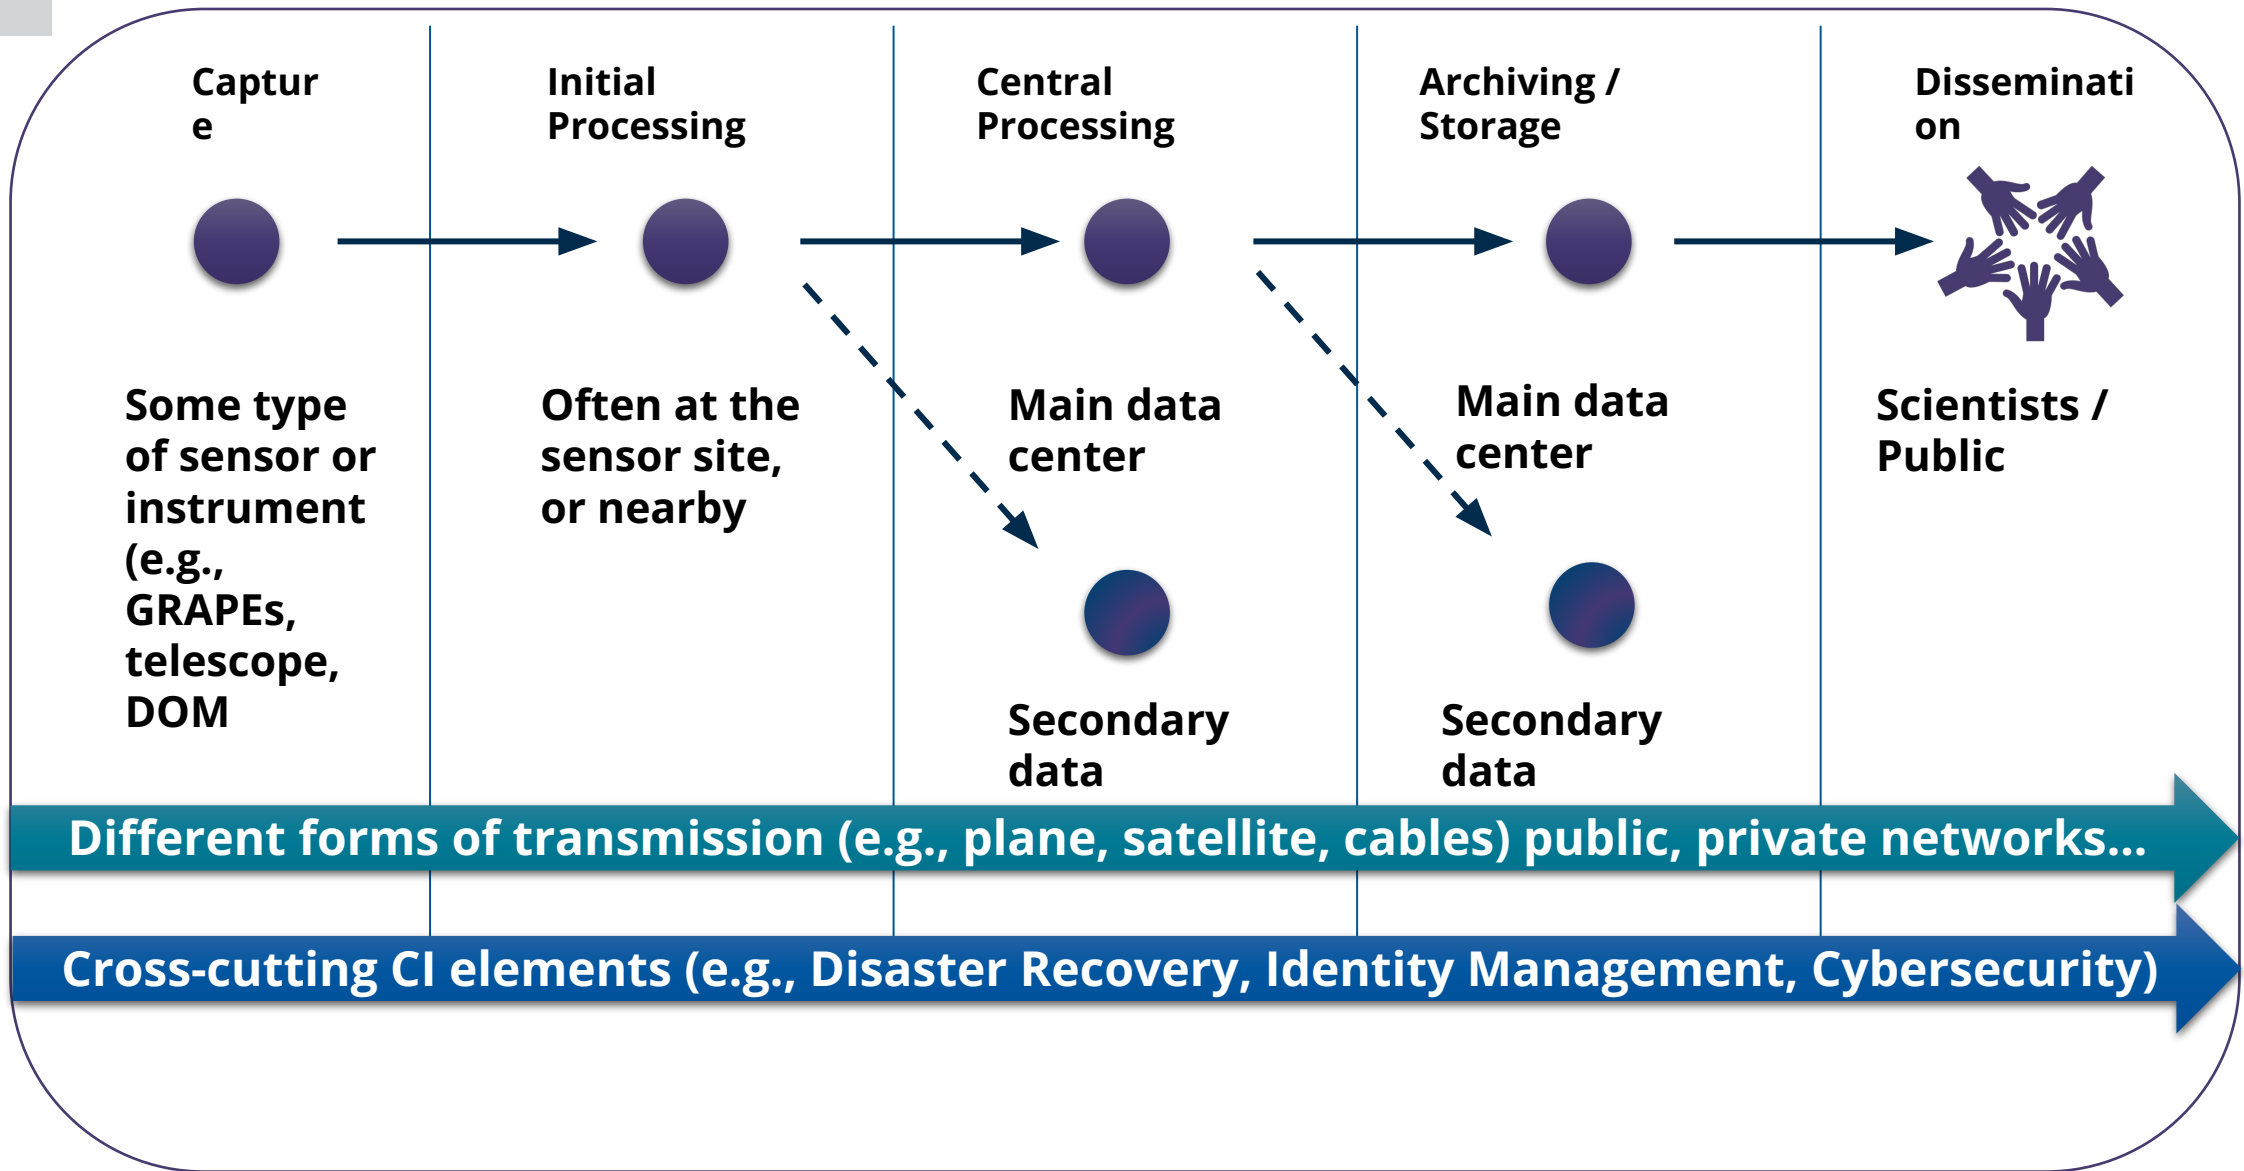 Captur
e
Initial
Processing
Central
Processing
Archiving /
Storage
Disseminati
on
Some type
of sensor or
instrument
(e.g.,
GRAPEs,
telescope,
DOM
Often at the
sensor site,
or nearby
Main data
center
Secondary
data
Main data
center
Secondary
data
Scientists /
Public
Different forms of transmission (e.g., plane, satellite, cables) public, private networks...
Cross-cutting CI elements (e.g., Disaster Recovery, Identity Management, Cybersecurity)